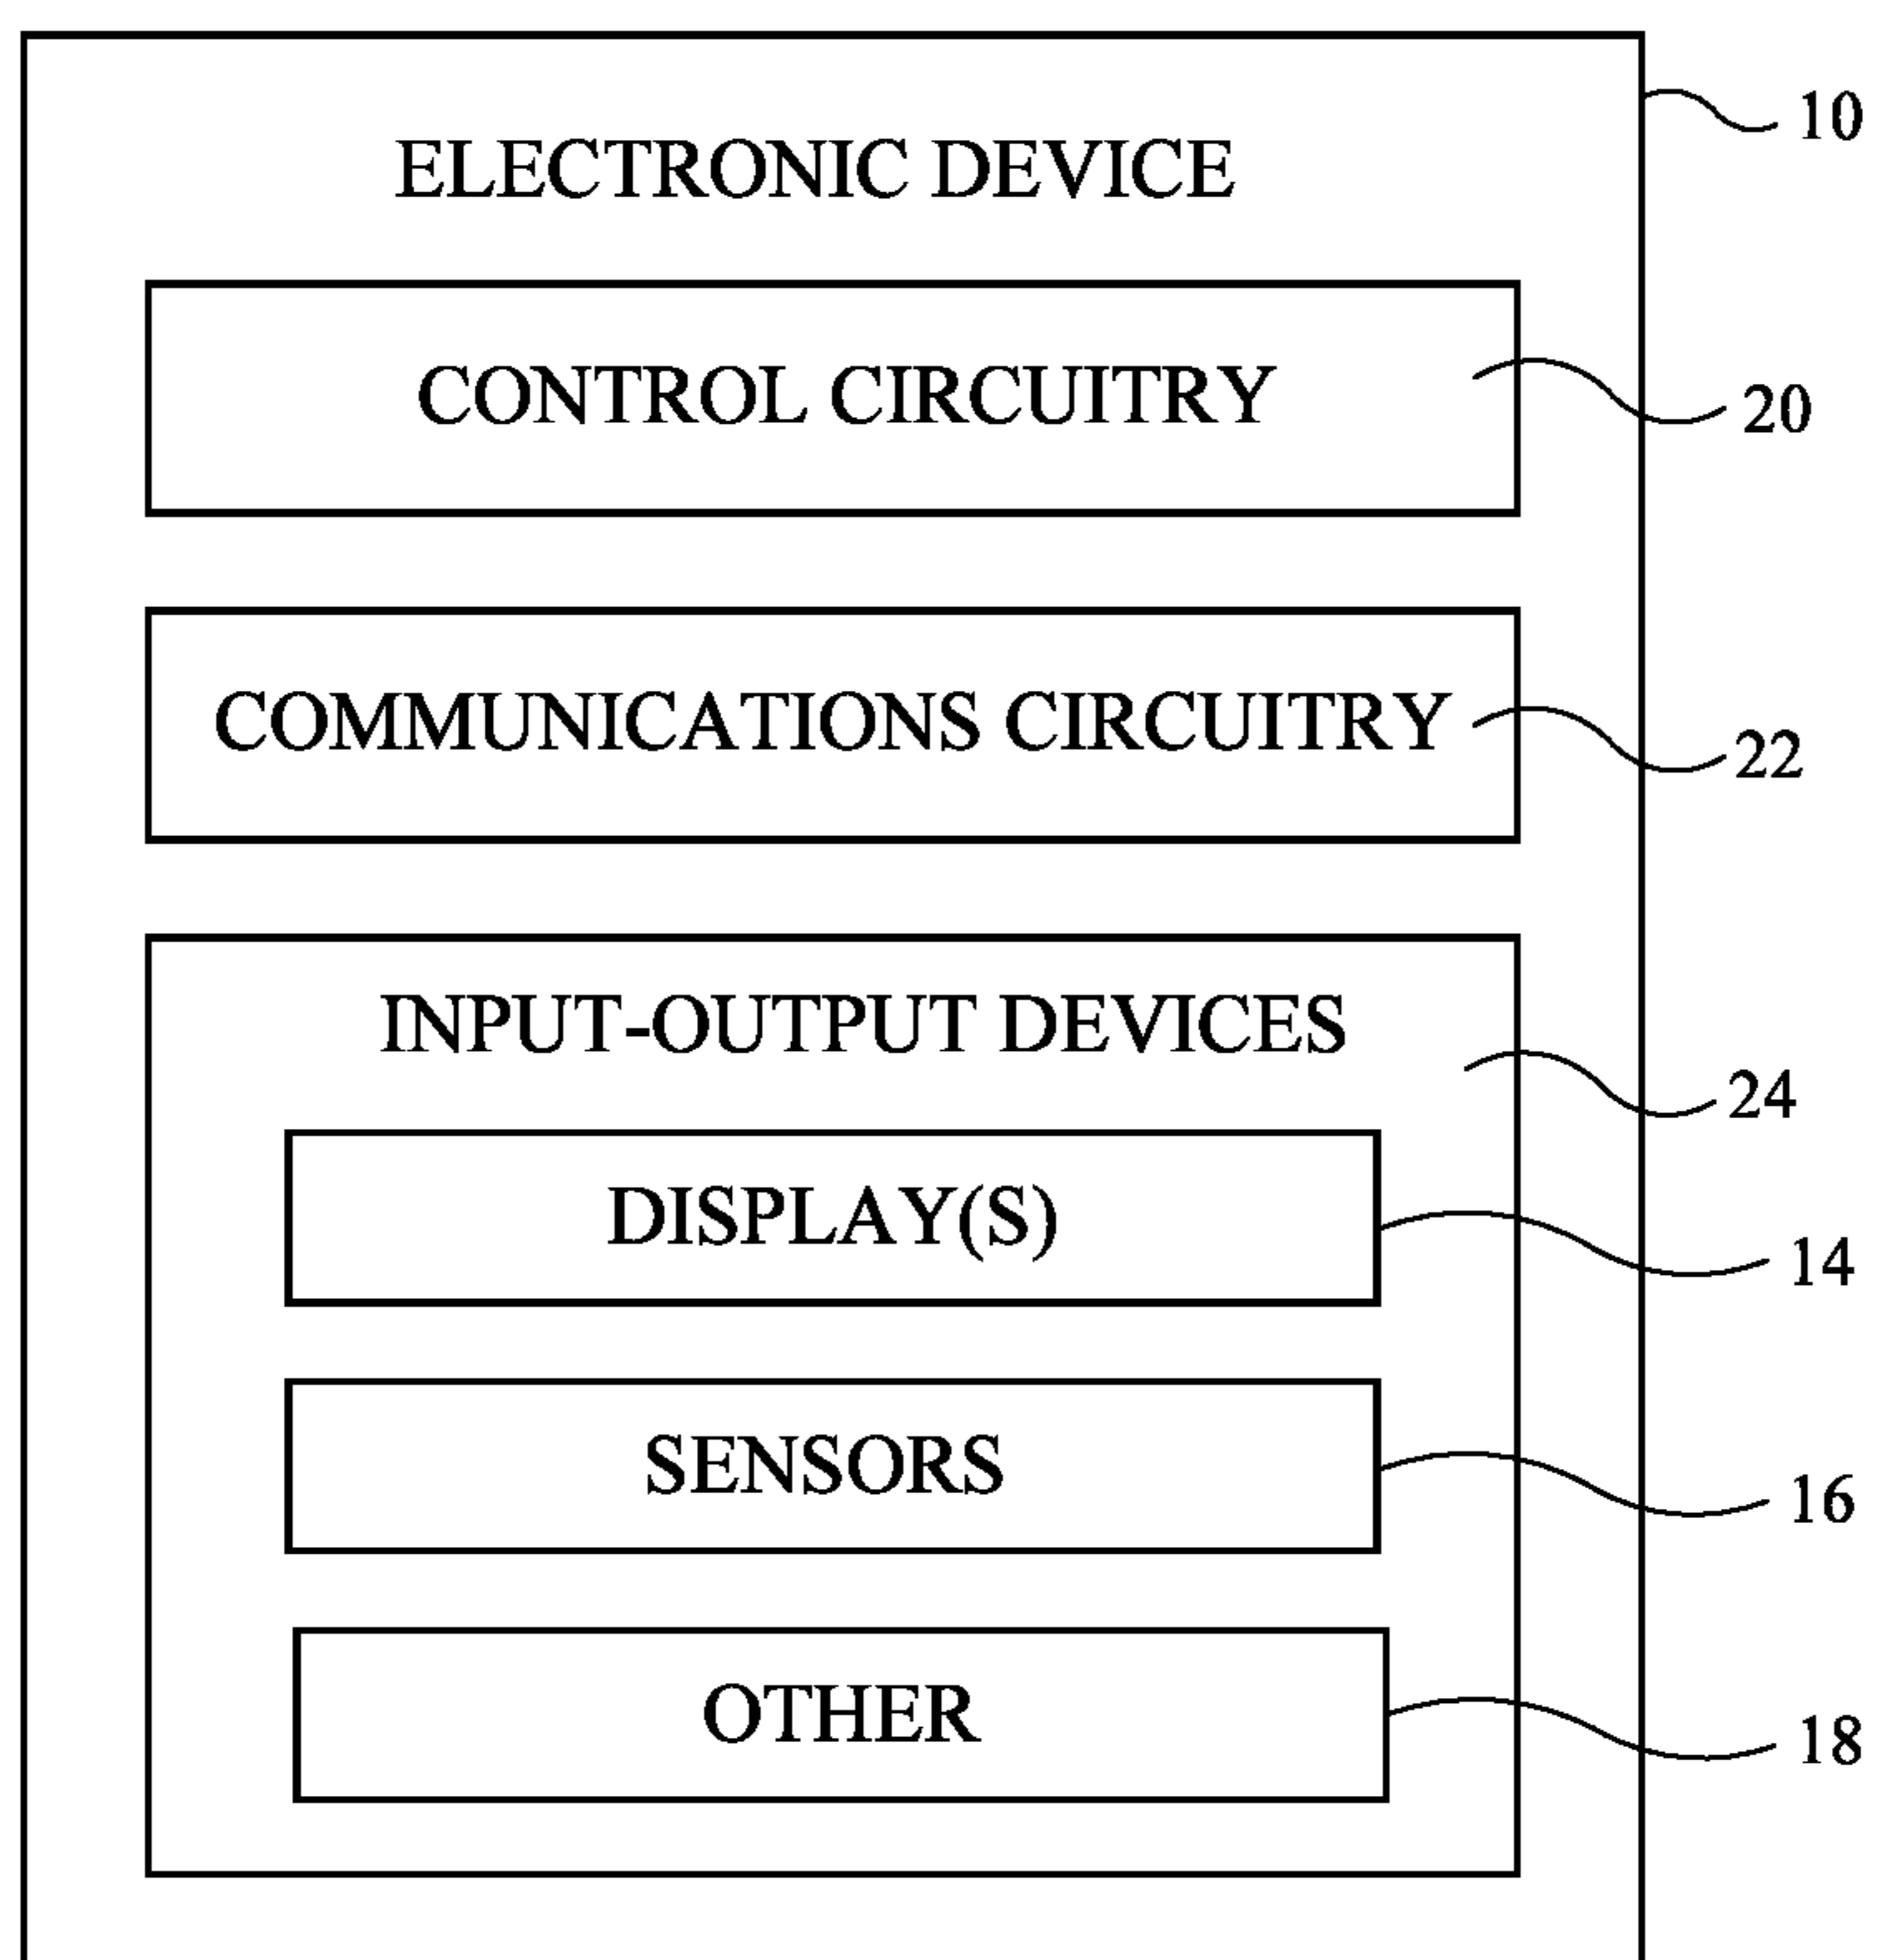 10
ELECTRONIC DEVICE
CONTROL CIRCUITRY
20
COMMUNICATIONS CIRCUITRY
22
INPUT-OUTPUT DEVICES
24
DISPLAY(S)
14
SENSORS
16
OTHER
18